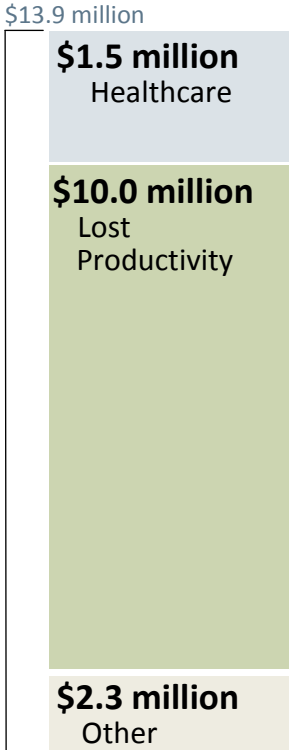 $13.9 million
$1.5 million
Healthcare
$10.0 million
Lost
Productivity
$2.3 million
Other